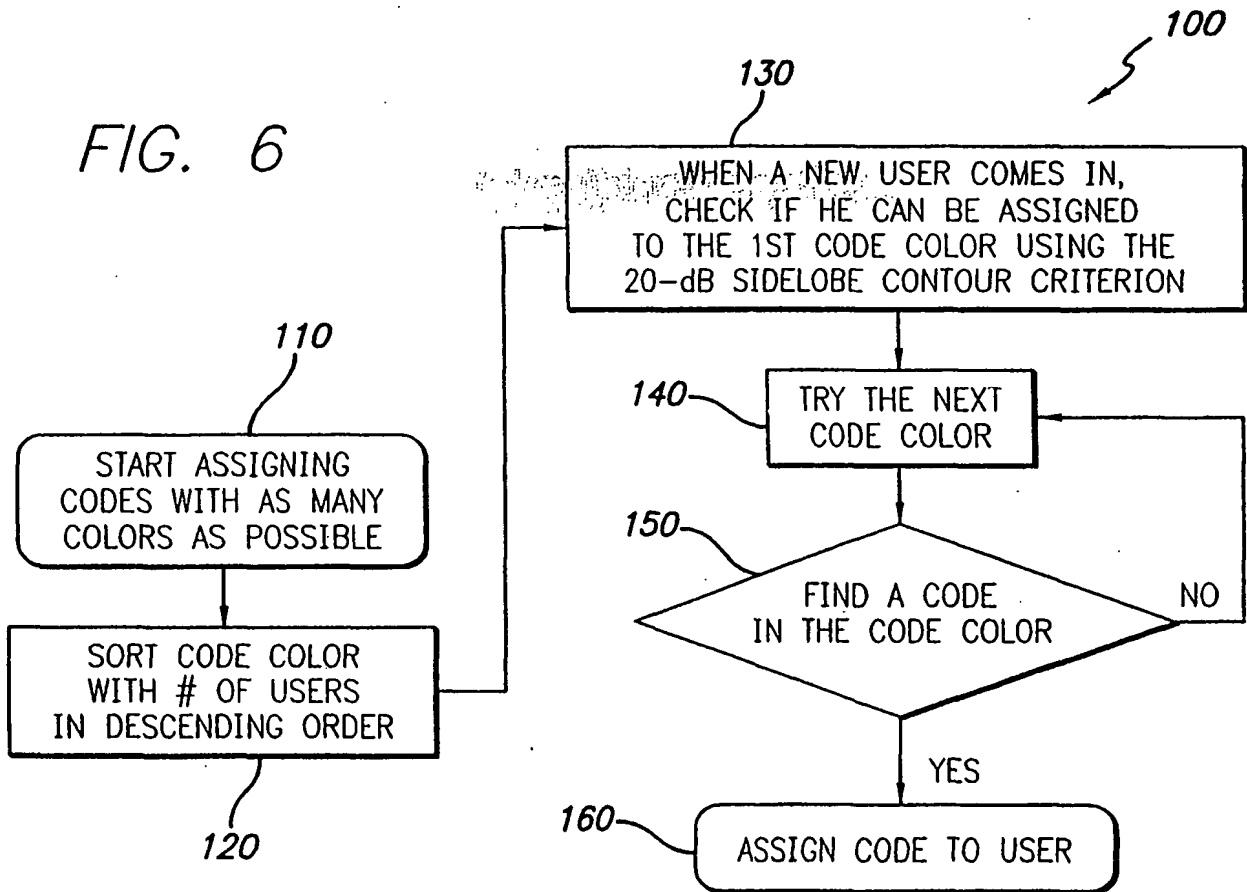 FIG. 6
100
110
START ASSIGNING
CODES WITH AS MANY
COLORS AS POSSIBLE
SORT CODE COLOR
WITH # OF USERS
IN DESCENDING ORDER
120
130
WHEN A NEW USER COMES IN,
CHECK IF HE CAN BE ASSIGNED
TO THE 1ST CODE COLOR USING THE
20-dB SIDELOBE CONTOUR CRITERION
140
TRY THE NEXT
CODE COLOR
150
FIND A CODE
IN THE CODE COLOR
NO
YES
160
ASSIGN CODE TO USER